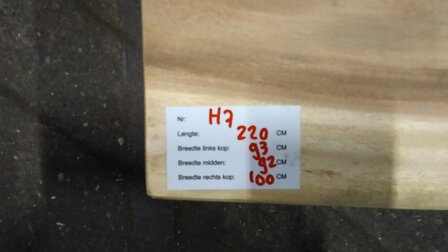 Nr: H7
Lengte: 220 CM
Breedte links kop: 93 CM
Breedte midden: 92 CM
Breedte rechts kop: 100 CM